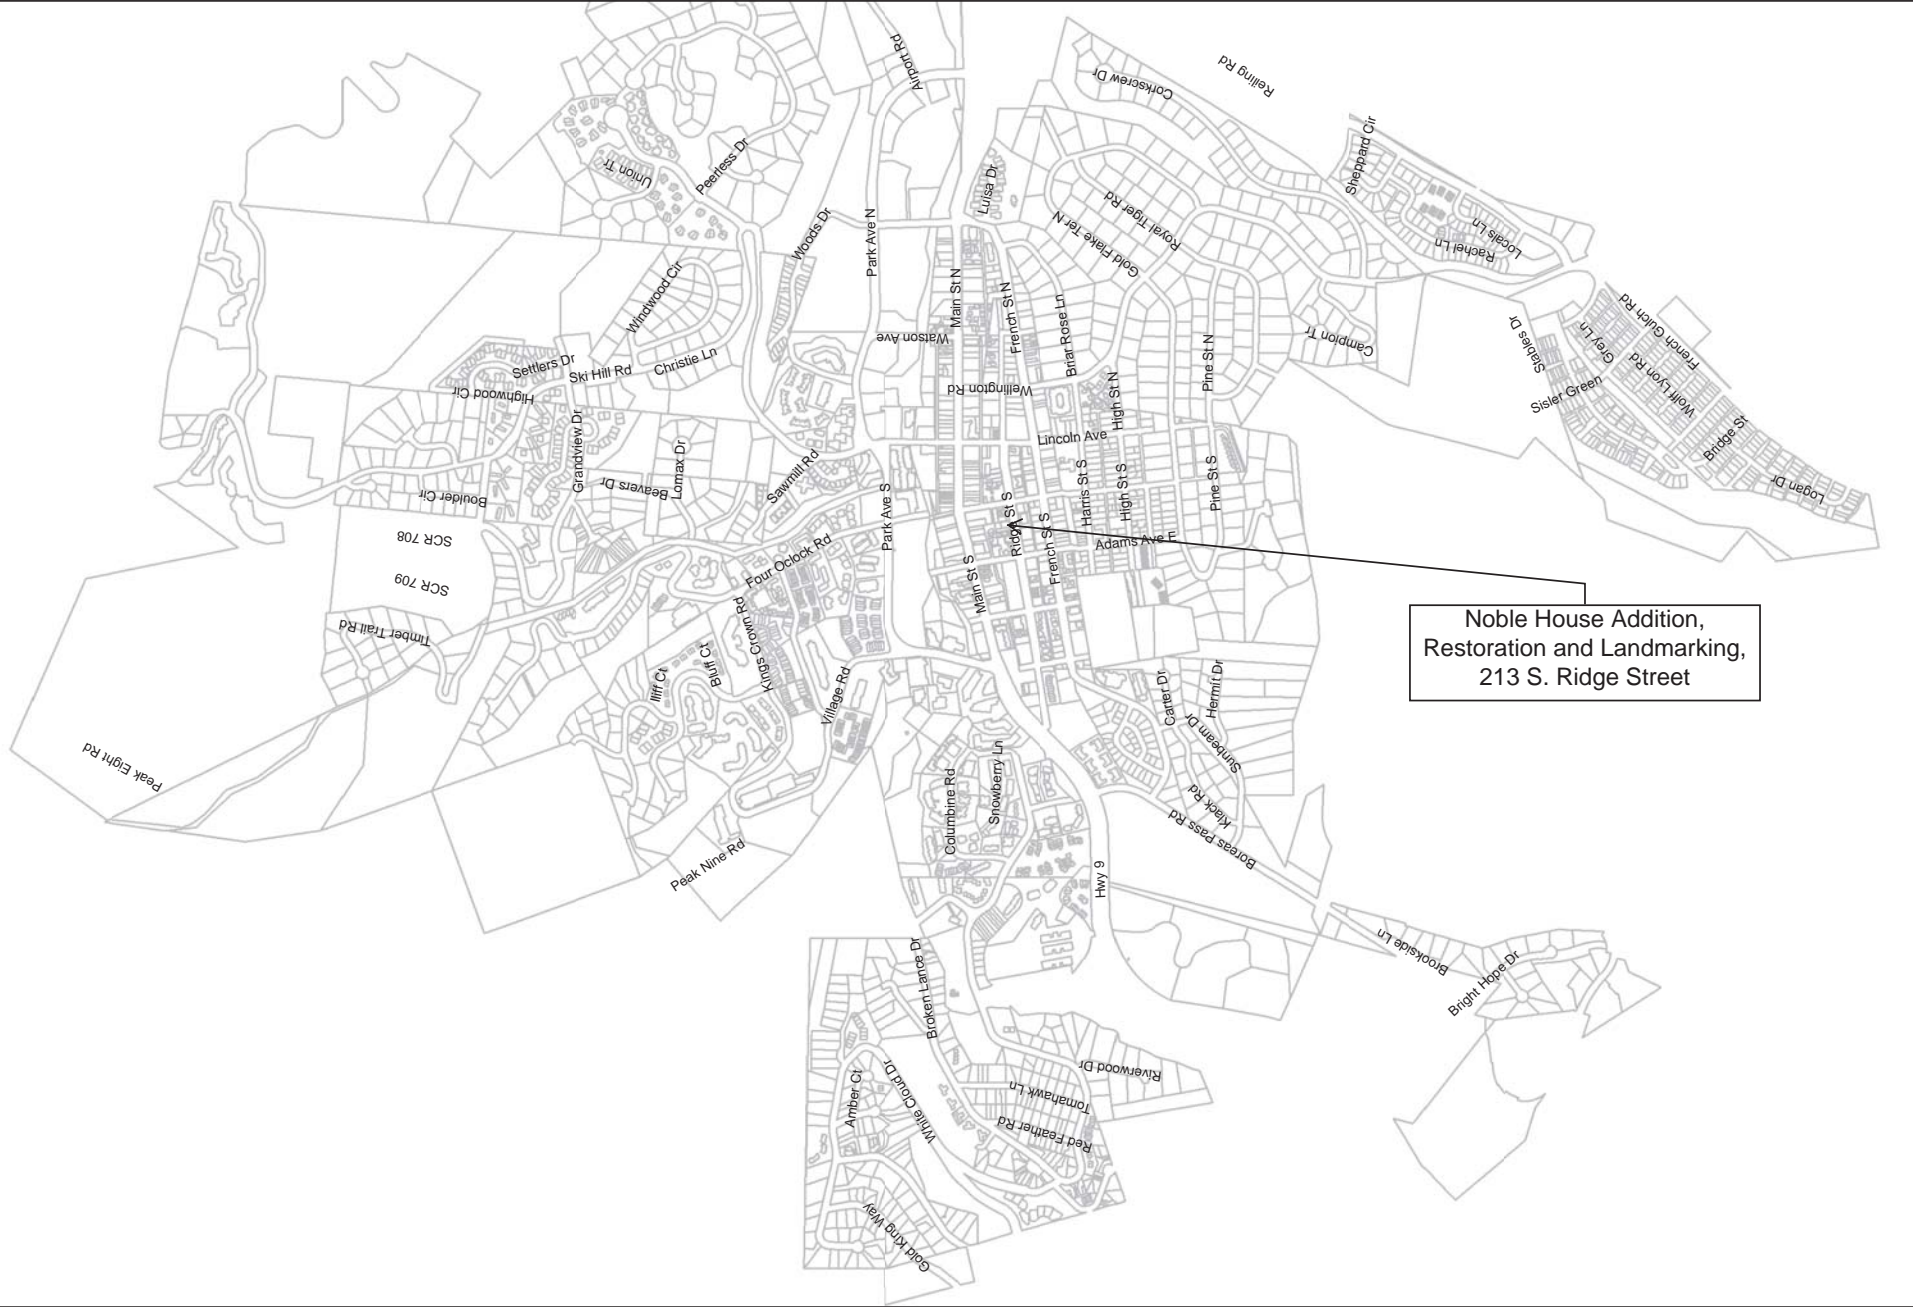 Airport Rd
Reiling Rd
Corkscrew Dr
Sheppard Cir
Union Tr
Peerless Dr
Luisa Dr
Royal Tiger Rd
Gold Flake Ter N
Locals Ln
Rachel Ln
Woods Dr
Park Ave N
Main St N
French St N
Briar Rose Ln
Windwood Cir
Watson Ave
Campion Tr
Stables Dr
Grey Ln
French Gulch Rd
Wolff Lyon Rd
Sisler Green
Bridge St
Logan Dr
Settlers Dr
Ski Hill Rd
Christie Ln
Highwood Cir
Wellington Rd
High St N
Pine St N
Grandview Dr
Lomax Dr
Beavers Dr
Boulder Cir
Sawmill Rd
Lincoln Ave
Harris St S
High St S
Pine St S
Park Ave S
Ridge St S
French St S
Adams Ave E
SCR 708
SCR 709
Four Oclock Rd
Main St S
Timber Trail Rd
Kings Crown Rd
Bluff Ct
Iliff Ct
Village Rd
Noble House Addition,
Restoration and Landmarking,
213 S. Ridge Street
Carter Dr
Hermit Dr
Sunbeam Dr
Klack Rd
Boreas Pass Rd
Peak Eight Rd
Columbine Rd
Snowberry Ln
Peak Nine Rd
Hwy 9
Brookside Ln
Bright Hope Dr
Broken Lance Dr
White Cloud Dr
Amber Ct
Riverwood Dr
Tomahawk Ln
Red Feather Rd
Gold King Way